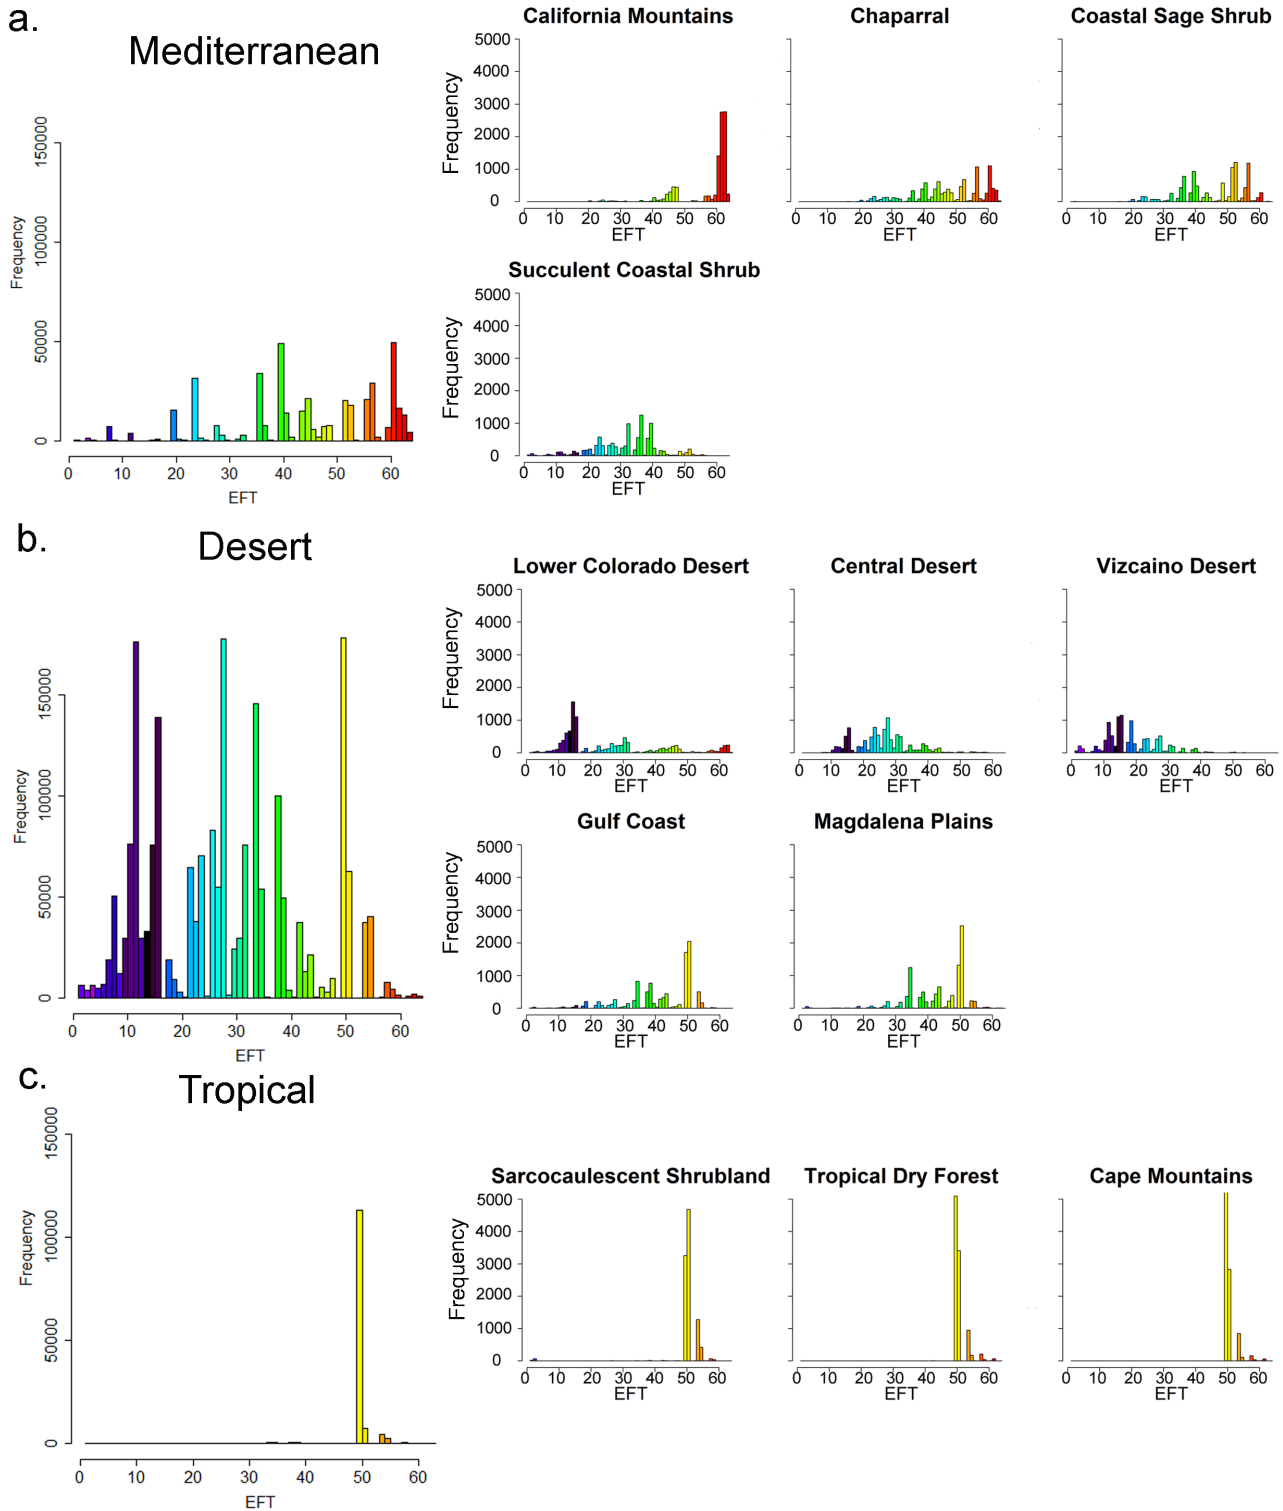 a.
Mediterranean
Frequency
150000
100000
50000
0
0 10 20 30 40 50 60
EFT
California Mountains
Frequency
5000
4000
3000
2000
1000
0
0 10 20 30 40 50 60
EFT
Chaparral
0 10 20 30 40 50 60
EFT
Coastal Sage Shrub
0 10 20 30 40 50 60
EFT
Succulent Coastal Shrub
Frequency
5000
4000
3000
2000
1000
0
0 10 20 30 40 50 60
EFT
b.
Desert
Frequency
150000
100000
50000
0
0 10 20 30 40 50 60
EFT
Lower Colorado Desert
Frequency
5000
4000
3000
2000
1000
0
0 10 20 30 40 50 60
EFT
Central Desert
0 10 20 30 40 50 60
EFT
Vizcaino Desert
0 10 20 30 40 50 60
EFT
Gulf Coast
Frequency
5000
4000
3000
2000
1000
0
0 10 20 30 40 50 60
EFT
Magdalena Plains
0 10 20 30 40 50 60
EFT
c.
Tropical
Frequency
150000
100000
50000
0
0 10 20 30 40 50 60
EFT
Sarcocaulescent Shrubland
Frequency
5000
4000
3000
2000
1000
0
0 10 20 30 40 50 60
EFT
Tropical Dry Forest
0 10 20 30 40 50 60
EFT
Cape Mountains
0 10 20 30 40 50 60
EFT